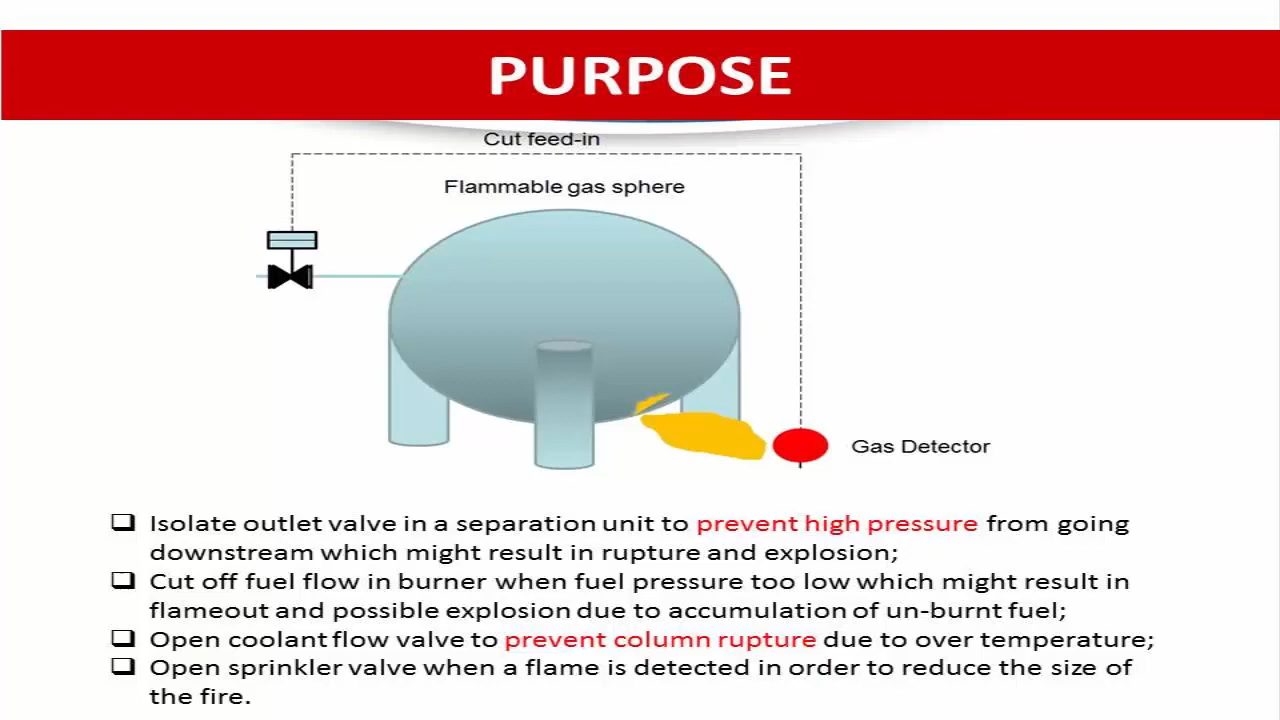 PURPOSE
Cut feed-in
Flammable gas sphere
Gas Detector
❑ Isolate outlet valve in a separation unit to prevent high pressure from going
downstream which might result in rupture and explosion;
❑ Cut off fuel flow in burner when fuel pressure too low which might result in
flameout and possible explosion due to accumulation of un-burnt fuel;
❑ Open coolant flow valve to prevent column rupture due to over temperature;
❑ Open sprinkler valve when a flame is detected in order to reduce the size of
the fire.